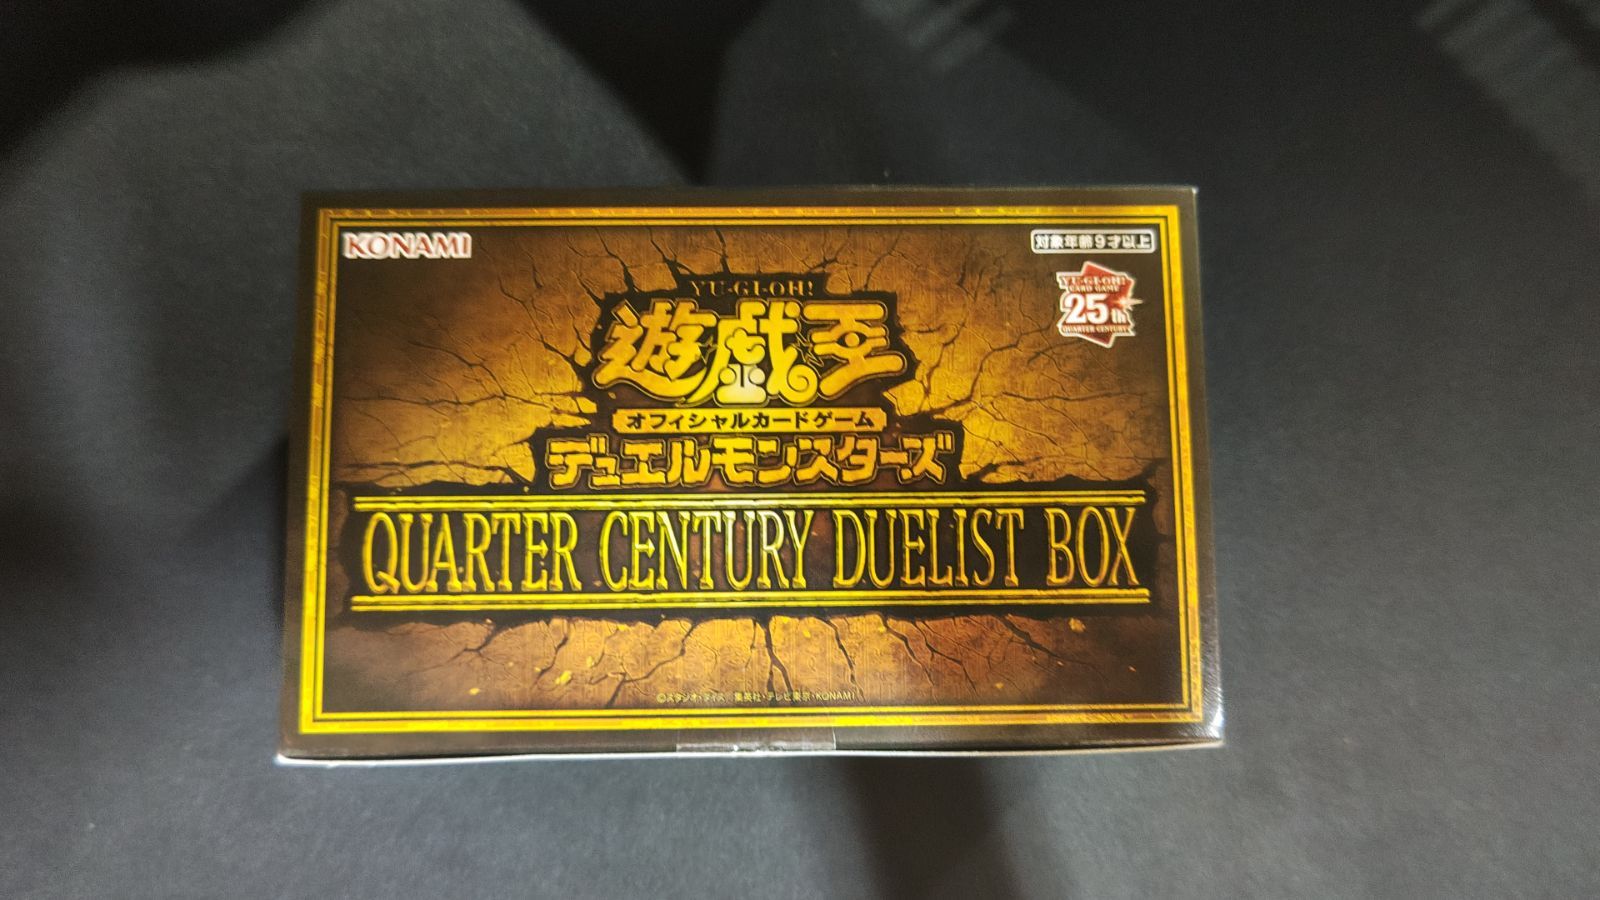 KONAMI
対象年齢9才以上
YU-GI-OH!
CARD GAME
25th
QUARTER CENTURY
YU-GI-OH!
遊戯王
オフィシャルカードゲーム
デュエルモンスターズ
QUARTER CENTURY DUELIST BOX
©スタジオ・ダイス/集英社・テレビ東京・KONAMI